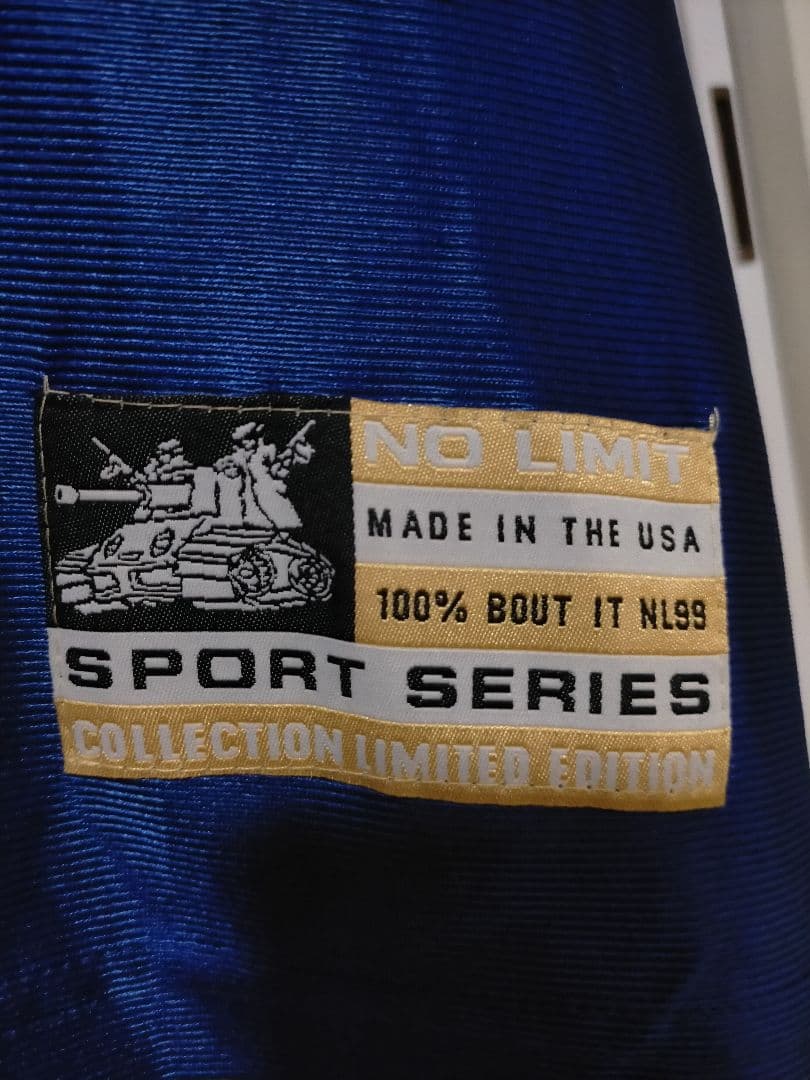 NO LIMIT
MADE IN THE USA
100% BOUT IT NL99
SPORT SERIES
COLLECTION LIMITED EDITION